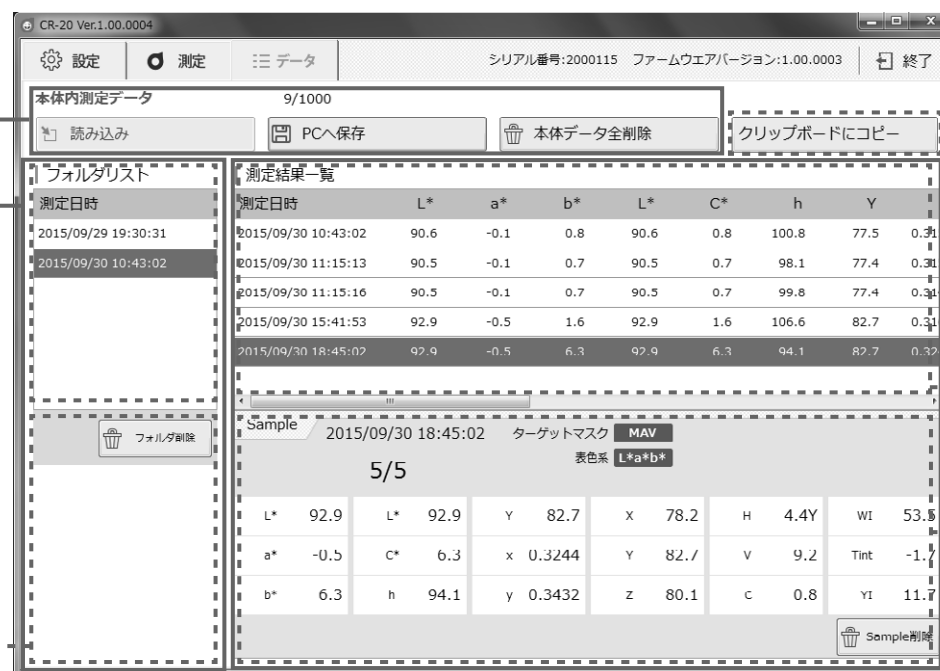 CR-20 Ver.1.00.0004
設定 測定 データ シリアル番号:2000115 ファームウエアバージョン:1.00.0003 終了
本体内測定データ 9/1000
読み込み PCへ保存 本体データ全削除 クリップボードにコピー
フォルダリスト
測定日時
2015/09/29 19:30:31
2015/09/30 10:43:02
フォルダ削除
測定結果一覧
測定日時 L* a* b* L* C* h Y
2015/09/30 10:43:02 90.6 -0.1 0.8 90.6 0.8 100.8 77.5 0.31
2015/09/30 11:15:13 90.5 -0.1 0.7 90.5 0.7 98.1 77.4 0.31
2015/09/30 11:15:16 90.5 -0.1 0.7 90.5 0.7 99.8 77.4 0.31
2015/09/30 15:41:53 92.9 -0.5 1.6 92.9 1.6 106.6 82.7 0.31
2015/09/30 18:45:02 92.9 -0.5 6.3 92.9 6.3 94.1 82.7 0.32
Sample 2015/09/30 18:45:02 ターゲットマスク MAV
表色系 L*a*b*
5/5
L* 92.9 L* 92.9 Y 82.7 X 78.2 H 4.4Y WI 53.5
a* -0.5 C* 6.3 x 0.3244 Y 82.7 V 9.2 Tint -1.7
b* 6.3 h 94.1 y 0.3432 Z 80.1 C 0.8 YI 11.7
Sample削除